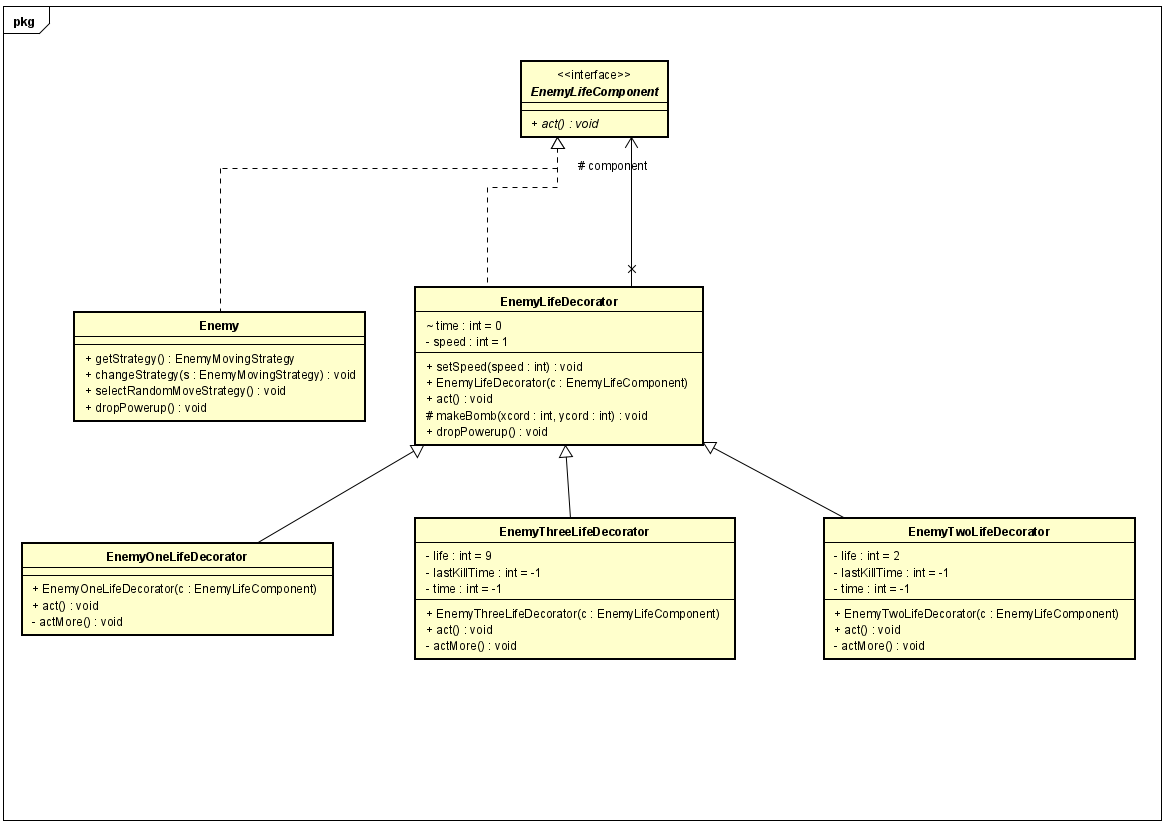 pkg
<<interface>>
EnemyLifeComponent
+ act() : void
# component
EnemyLifeDecorator
~ time : int = 0
- speed : int = 1
+ setSpeed(speed : int) : void
+ EnemyLifeDecorator(c : EnemyLifeComponent)
+ act() : void
# makeBomb(xcord : int, ycord : int) : void
+ dropPowerup() : void
Enemy
+ getStrategy() : EnemyMovingStrategy
+ changeStrategy(s : EnemyMovingStrategy) : void
+ selectRandomMoveStrategy() : void
+ dropPowerup() : void
EnemyOneLifeDecorator
+ EnemyOneLifeDecorator(c : EnemyLifeComponent)
+ act() : void
- actMore() : void
EnemyThreeLifeDecorator
- life : int = 9
- lastKillTime : int = -1
- time : int = -1
+ EnemyThreeLifeDecorator(c : EnemyLifeComponent)
+ act() : void
- actMore() : void
EnemyTwoLifeDecorator
- life : int = 2
- lastKillTime : int = -1
- time : int = -1
+ EnemyTwoLifeDecorator(c : EnemyLifeComponent)
+ act() : void
- actMore() : void